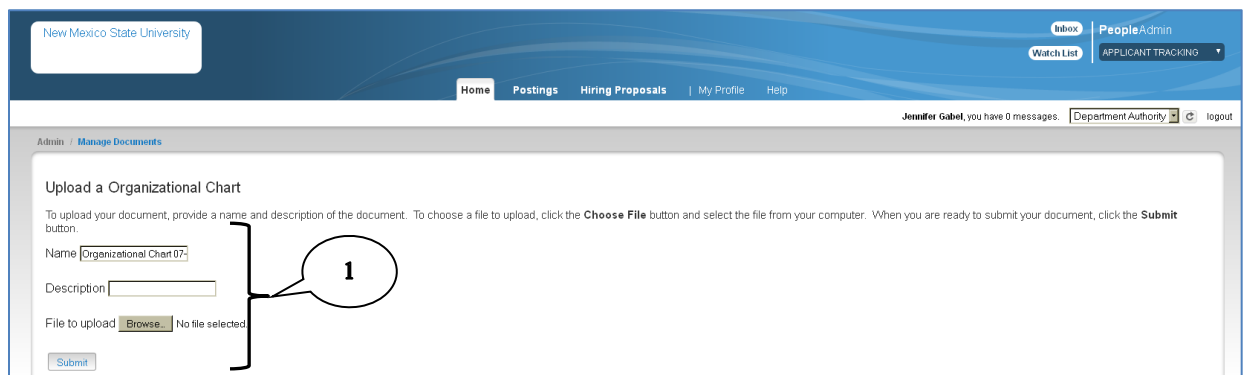 New Mexico State University
Inbox
PeopleAdmin
Watch List
APPLICANT TRACKING
Home Postings Hiring Proposals | My Profile Help
Jennifer Gabel, you have 0 messages. Department Authority logout
Admin / Manage Documents
Upload a Organizational Chart
To upload your document, provide a name and description of the document. To choose a file to upload, click the Choose File button and select the file from your computer. When you are ready to submit your document, click the Submit
button.
Name Organizational Chart 07-
1
Description
File to upload Browse... No file selected.
Submit